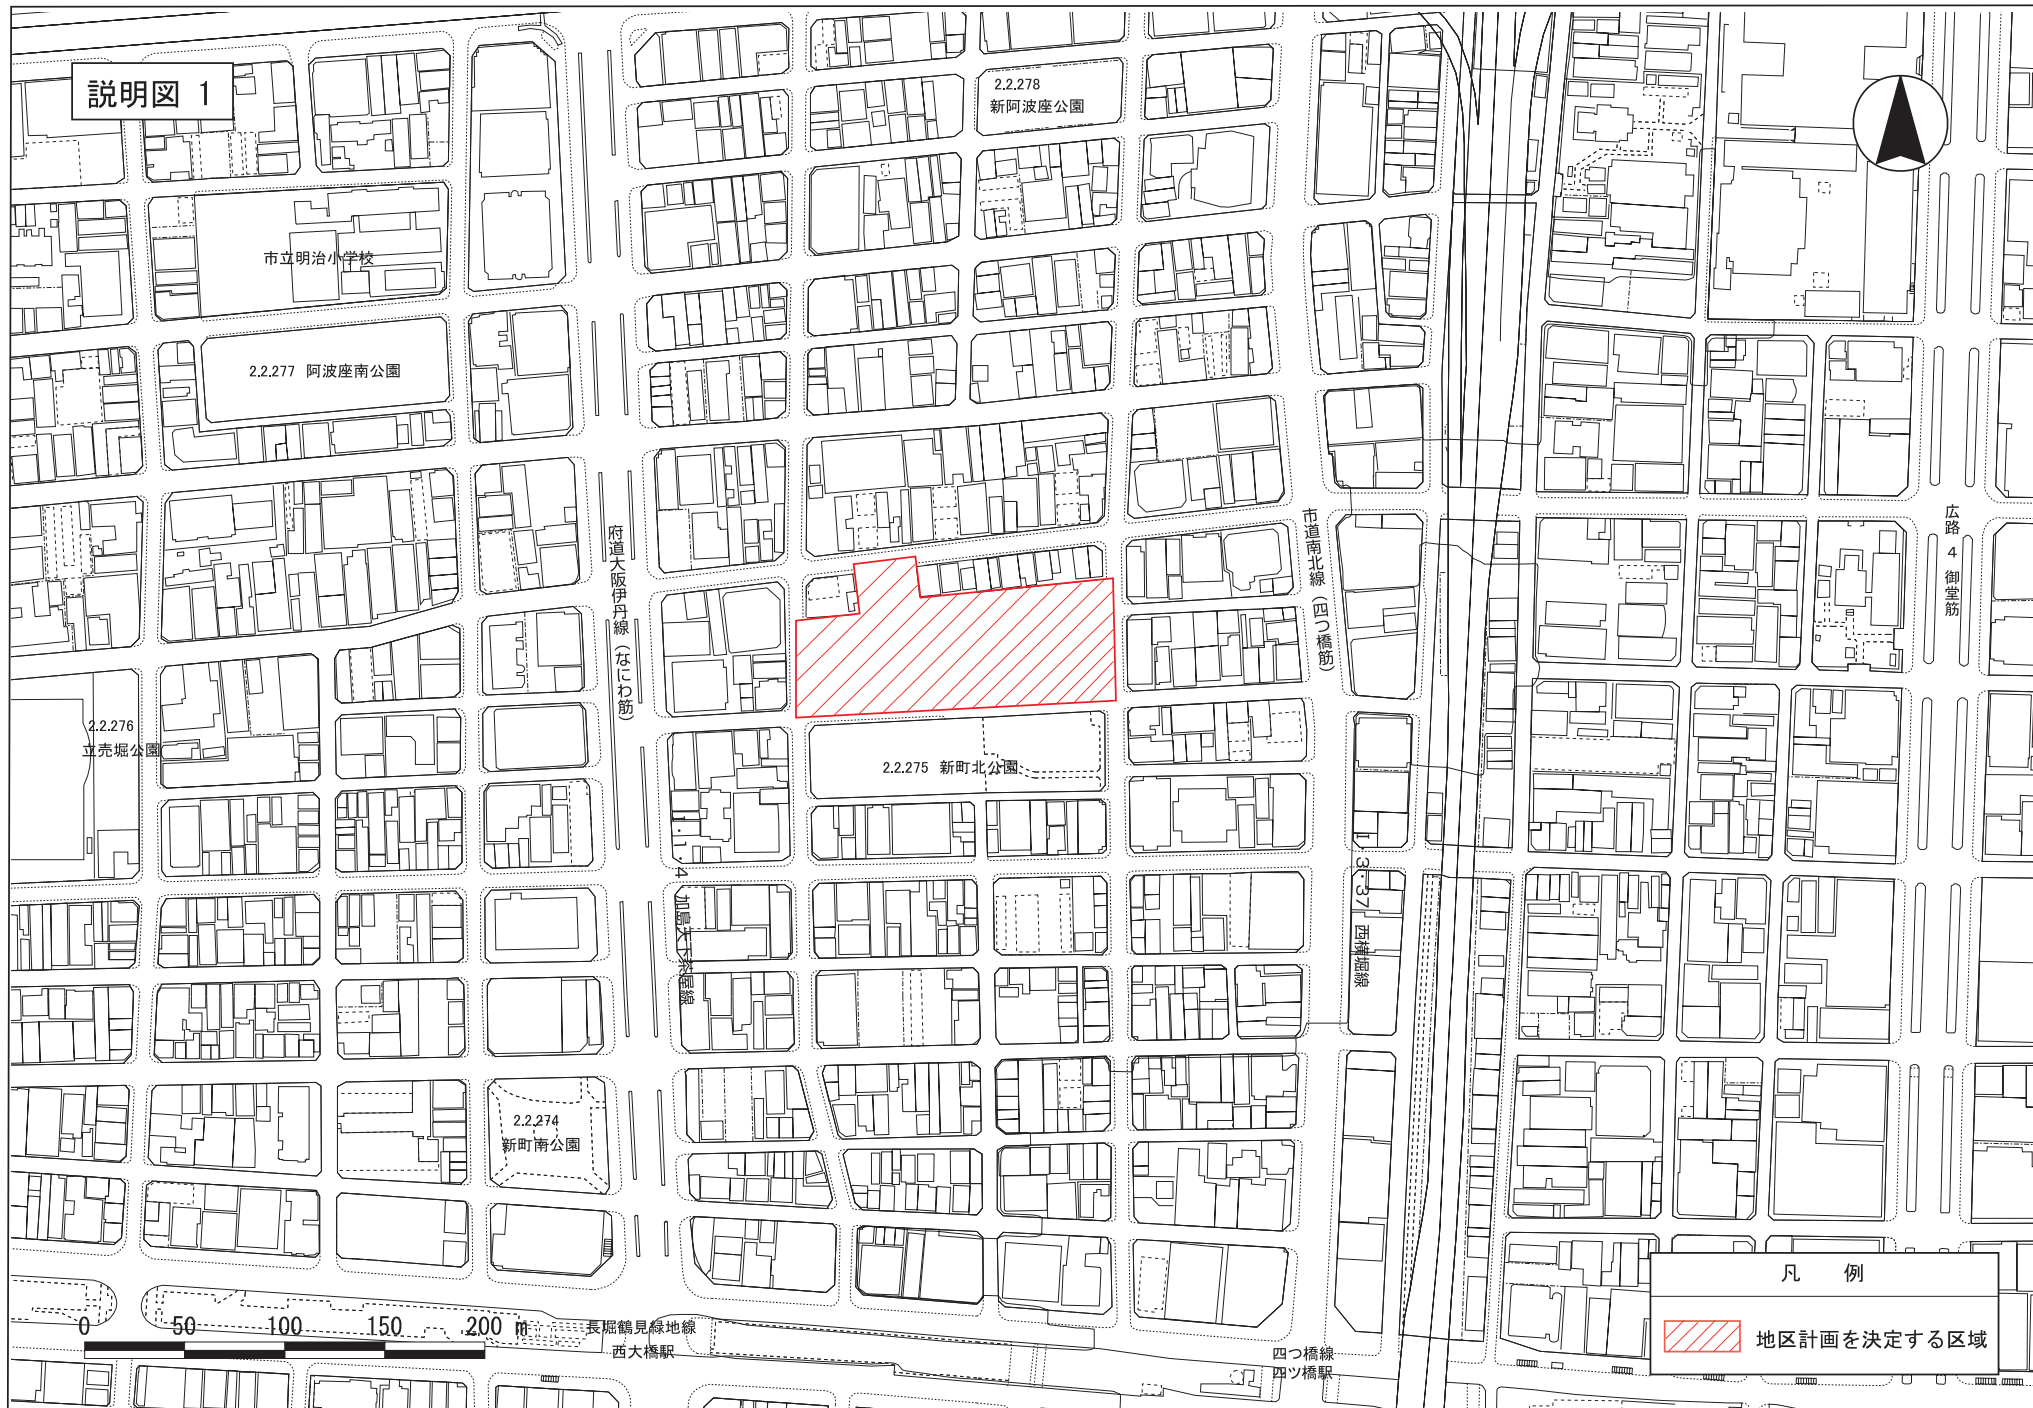 説明図 1
2.2.278
新阿波座公園
市立明治小学校
2.2.277 阿波座南公園
府道大阪伊丹線（なにわ筋）
市道南北線（四つ橋筋）
広路 4 御堂筋
2.2.276
立売堀公園
2.2.275 新町北公園
1・1・4 加島天下茶屋線
1・3・37 西横堀線
2.2.274
新町南公園
0 50 100 150 200 m
長堀鶴見緑地線
西大橋駅
四つ橋線
四ツ橋駅
凡 例
地区計画を決定する区域